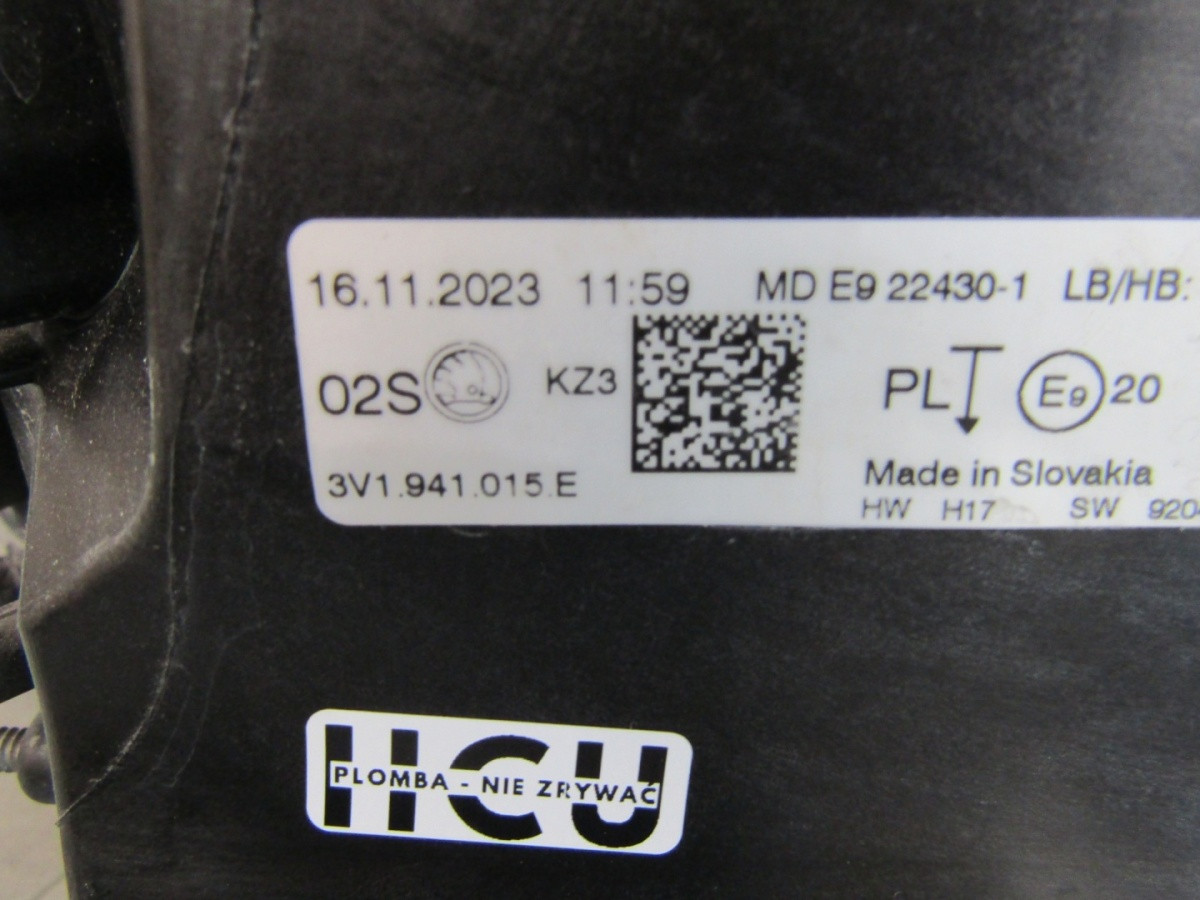 16.11.2023 11:59 MD E9 22430-1 LB/HB:
02S KZ3 PL E9 20
3V1.941.015.E Made in Slovakia
HW H17 SW 920
HCU
PLOMBA - NIE ZRYWAĆ